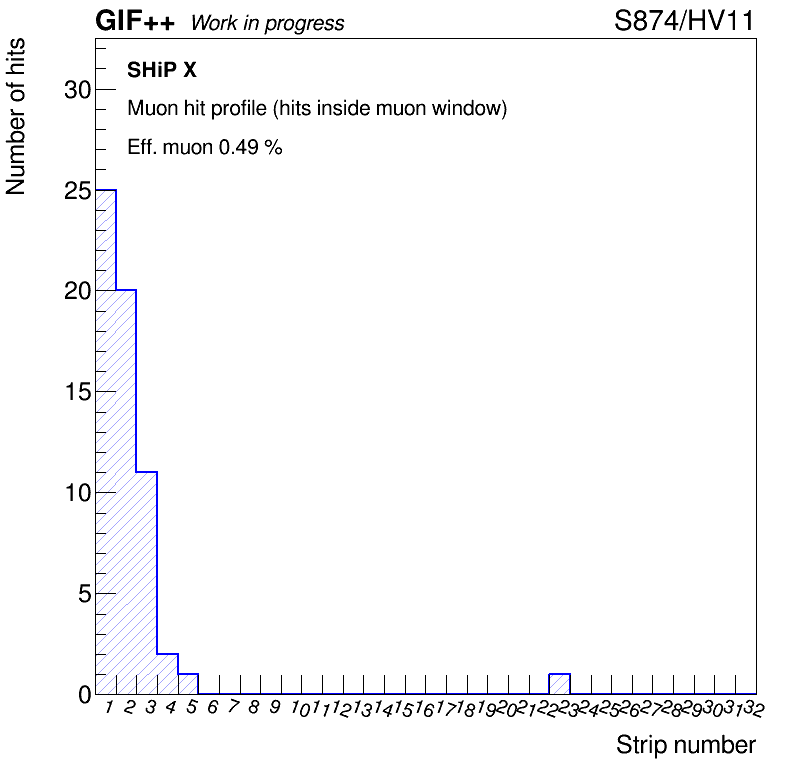 GIF++ Work in progress S874/HV11
Number of hits
SHiP X
Muon hit profile (hits inside muon window)
Eff. muon 0.49 %
30
25
20
15
10
5
0
1 2 3 4 5 6 7 8 9 10 11 12 13 14 15 16 17 18 19 20 21 22 23 24 25 26 27 28 29 30 31 32
Strip number